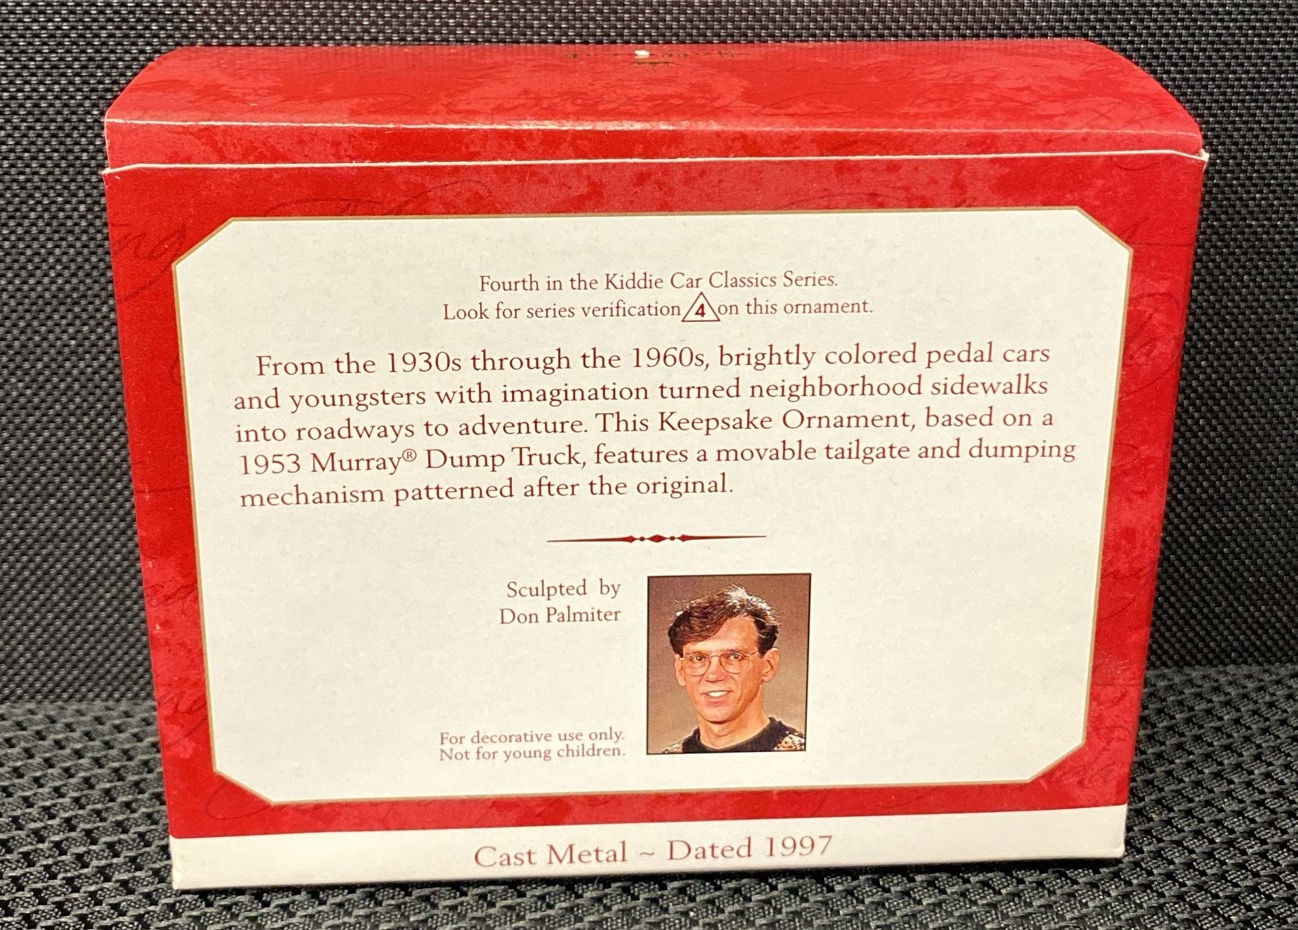 Fourth in the Kiddie Car Classics Series.
Look for series verification 4 on this ornament.
From the 1930s through the 1960s, brightly colored pedal cars
and youngsters with imagination turned neighborhood sidewalks
into roadways to adventure. This Keepsake Ornament, based on a
1953 Murray® Dump Truck, features a movable tailgate and dumping
mechanism patterned after the original.
Sculpted by
Don Palmiter
For decorative use only.
Not for young children.
Cast Metal ~ Dated 1997